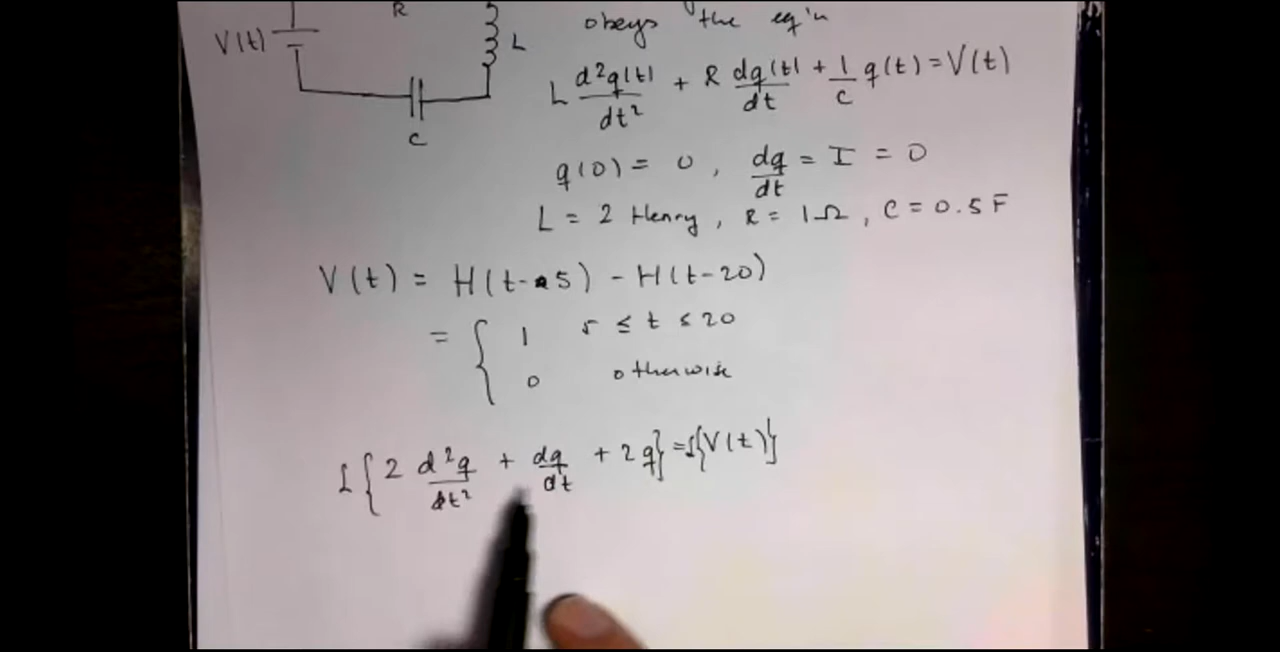 R
V(t)
L
C
obeys the eq'n
L d²q(t)/dt² + R dq(t)/dt + 1/C q(t) = V(t)
q(0) = 0, dq/dt = I = 0
L = 2 Henry, R = 1Ω, C = 0.5 F
V(t) = H(t-5) - H(t-20)
= { 1 5 ≤ t ≤ 20
0 otherwise
L{2 d²q/dt² + dq/dt + 2q} = L{V(t)}